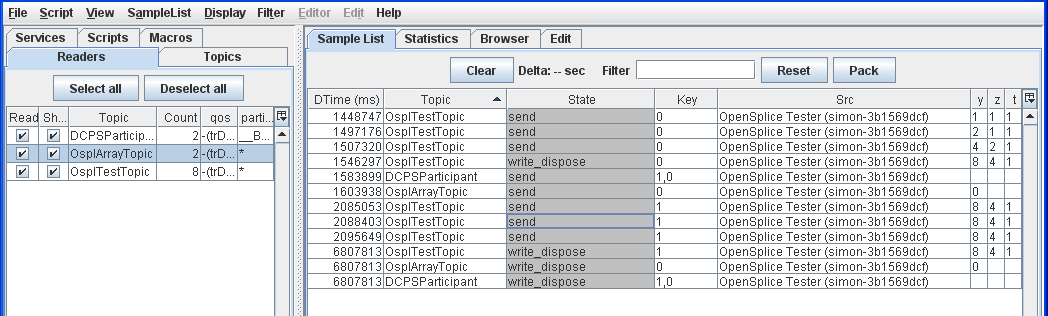 File Script View SampleList Display Filter Editor Edit Help
Services Scripts Macros
Readers Topics
Select all Deselect all
Read Sh... Topic Count qos parti...
DCPSParticip... 2 -(trD... __B...
OsplArrayTopic 2 -(trD... *
OsplTestTopic 8 -(trD... *
Sample List Statistics Browser Edit
Clear Delta: -- sec Filter Reset Pack
DTime (ms) Topic State Key Src y z t
1448747 OsplTestTopic send 0 OpenSplice Tester (simon-3b1569dcf) 1 1 1
1497176 OsplTestTopic send 0 OpenSplice Tester (simon-3b1569dcf) 2 1 1
1507320 OsplTestTopic send 0 OpenSplice Tester (simon-3b1569dcf) 4 2 1
1546297 OsplTestTopic write_dispose 0 OpenSplice Tester (simon-3b1569dcf) 8 4 1
1583899 DCPSParticipant send 1,0 OpenSplice Tester (simon-3b1569dcf)
1603938 OsplArrayTopic send 0 OpenSplice Tester (simon-3b1569dcf) 0
2085053 OsplTestTopic send 1 OpenSplice Tester (simon-3b1569dcf) 8 4 1
2088403 OsplTestTopic send 1 OpenSplice Tester (simon-3b1569dcf) 8 4 1
2095649 OsplTestTopic send 1 OpenSplice Tester (simon-3b1569dcf) 8 4 1
6807813 OsplTestTopic write_dispose 1 OpenSplice Tester (simon-3b1569dcf) 8 4 1
6807813 OsplArrayTopic write_dispose 0 OpenSplice Tester (simon-3b1569dcf) 0
6807813 DCPSParticipant write_dispose 1,0 OpenSplice Tester (simon-3b1569dcf)